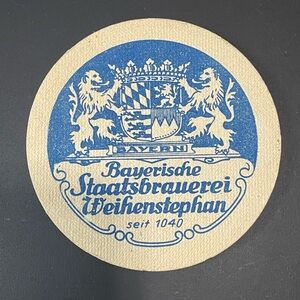 BAYERN
Bayerische
Staatsbrauerei
Weihenstephan
seit 1040